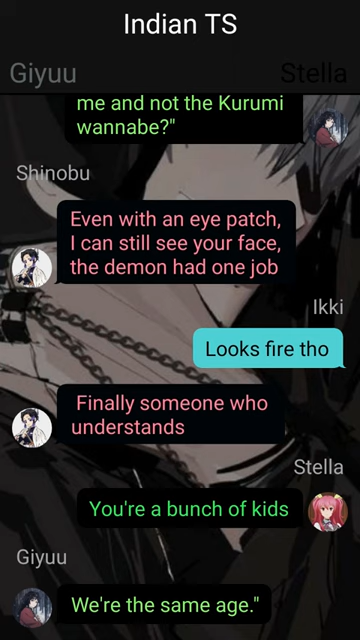 Indian TS
Giyuu
Stella
me and not the Kurumi
wannabe?"
Shinobu
Even with an eye patch,
I can still see your face,
the demon had one job
Ikki
Looks fire tho
Finally someone who
understands
Stella
You're a bunch of kids
Giyuu
We're the same age."